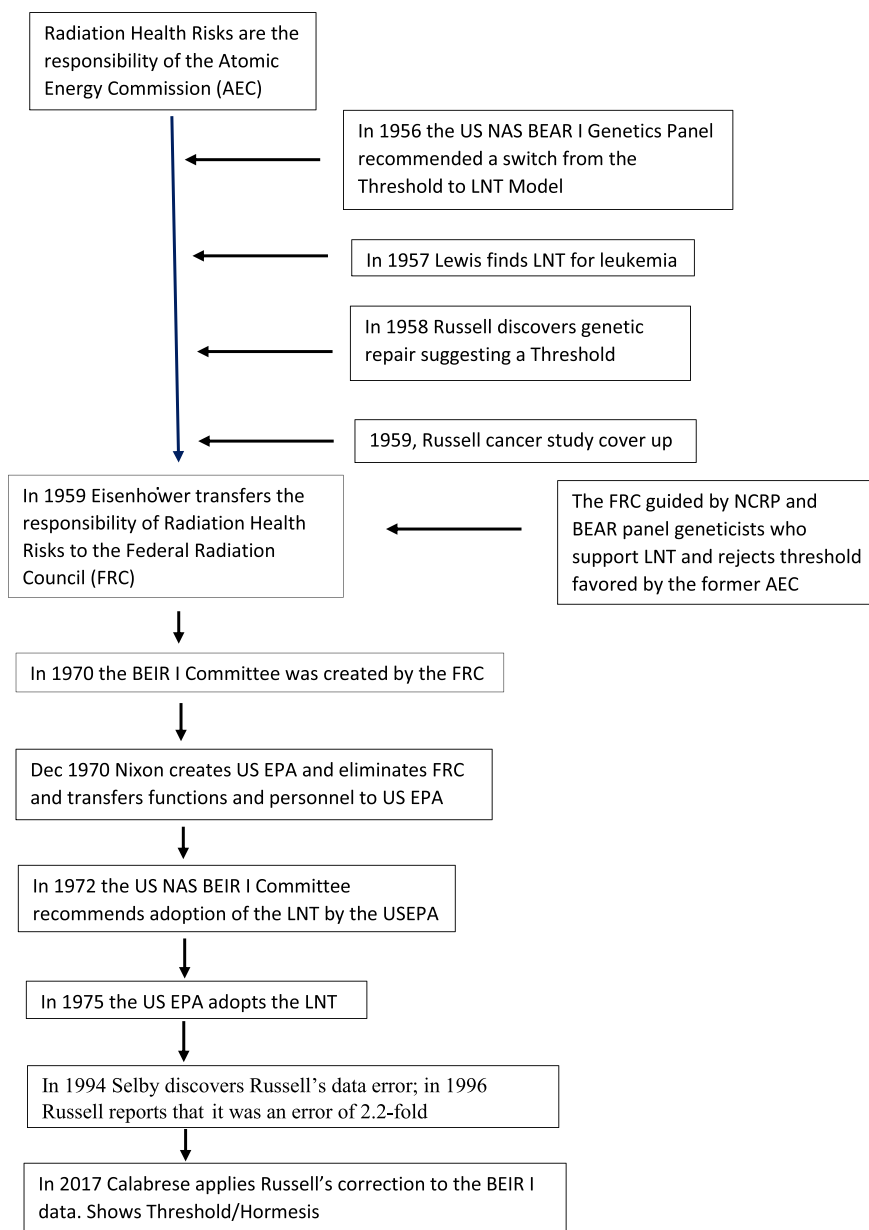 Radiation Health Risks are the
responsibility of the Atomic
Energy Commission (AEC)
In 1956 the US NAS BEAR I Genetics Panel
recommended a switch from the
Threshold to LNT Model
In 1957 Lewis finds LNT for leukemia
In 1958 Russell discovers genetic
repair suggesting a Threshold
1959, Russell cancer study cover up
In 1959 Eisenhower transfers the
responsibility of Radiation Health
Risks to the Federal Radiation
Council (FRC)
The FRC guided by NCRP and
BEAR panel geneticists who
support LNT and rejects threshold
favored by the former AEC
In 1970 the BEIR I Committee was created by the FRC
Dec 1970 Nixon creates US EPA and eliminates FRC
and transfers functions and personnel to US EPA
In 1972 the US NAS BEIR I Committee
recommends adoption of the LNT by the USEPA
In 1975 the US EPA adopts the LNT
In 1994 Selby discovers Russell’s data error; in 1996
Russell reports that it was an error of 2.2-fold
In 2017 Calabrese applies Russell’s correction to the BEIR I
data. Shows Threshold/Hormesis